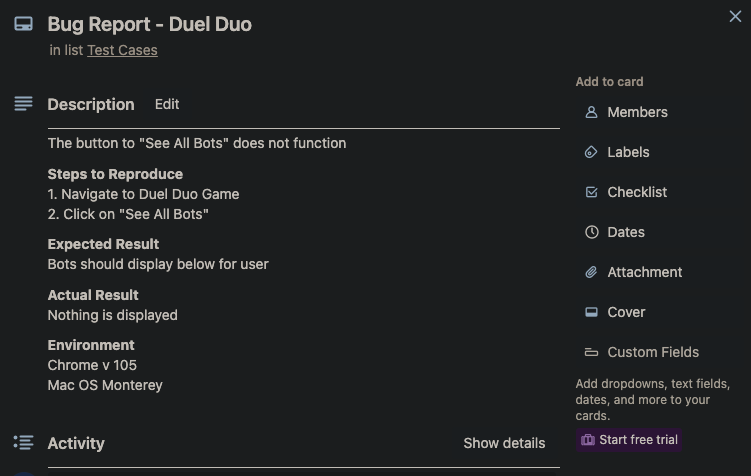 Bug Report - Duel Duo
in list Test Cases
Description Edit
The button to "See All Bots" does not function
Steps to Reproduce
1. Navigate to Duel Duo Game
2. Click on "See All Bots"
Expected Result
Bots should display below for user
Actual Result
Nothing is displayed
Environment
Chrome v 105
Mac OS Monterey
Activity Show details
Add to card
Members
Labels
Checklist
Dates
Attachment
Cover
Custom Fields
Add dropdowns, text fields,
dates, and more to your
cards.
Start free trial